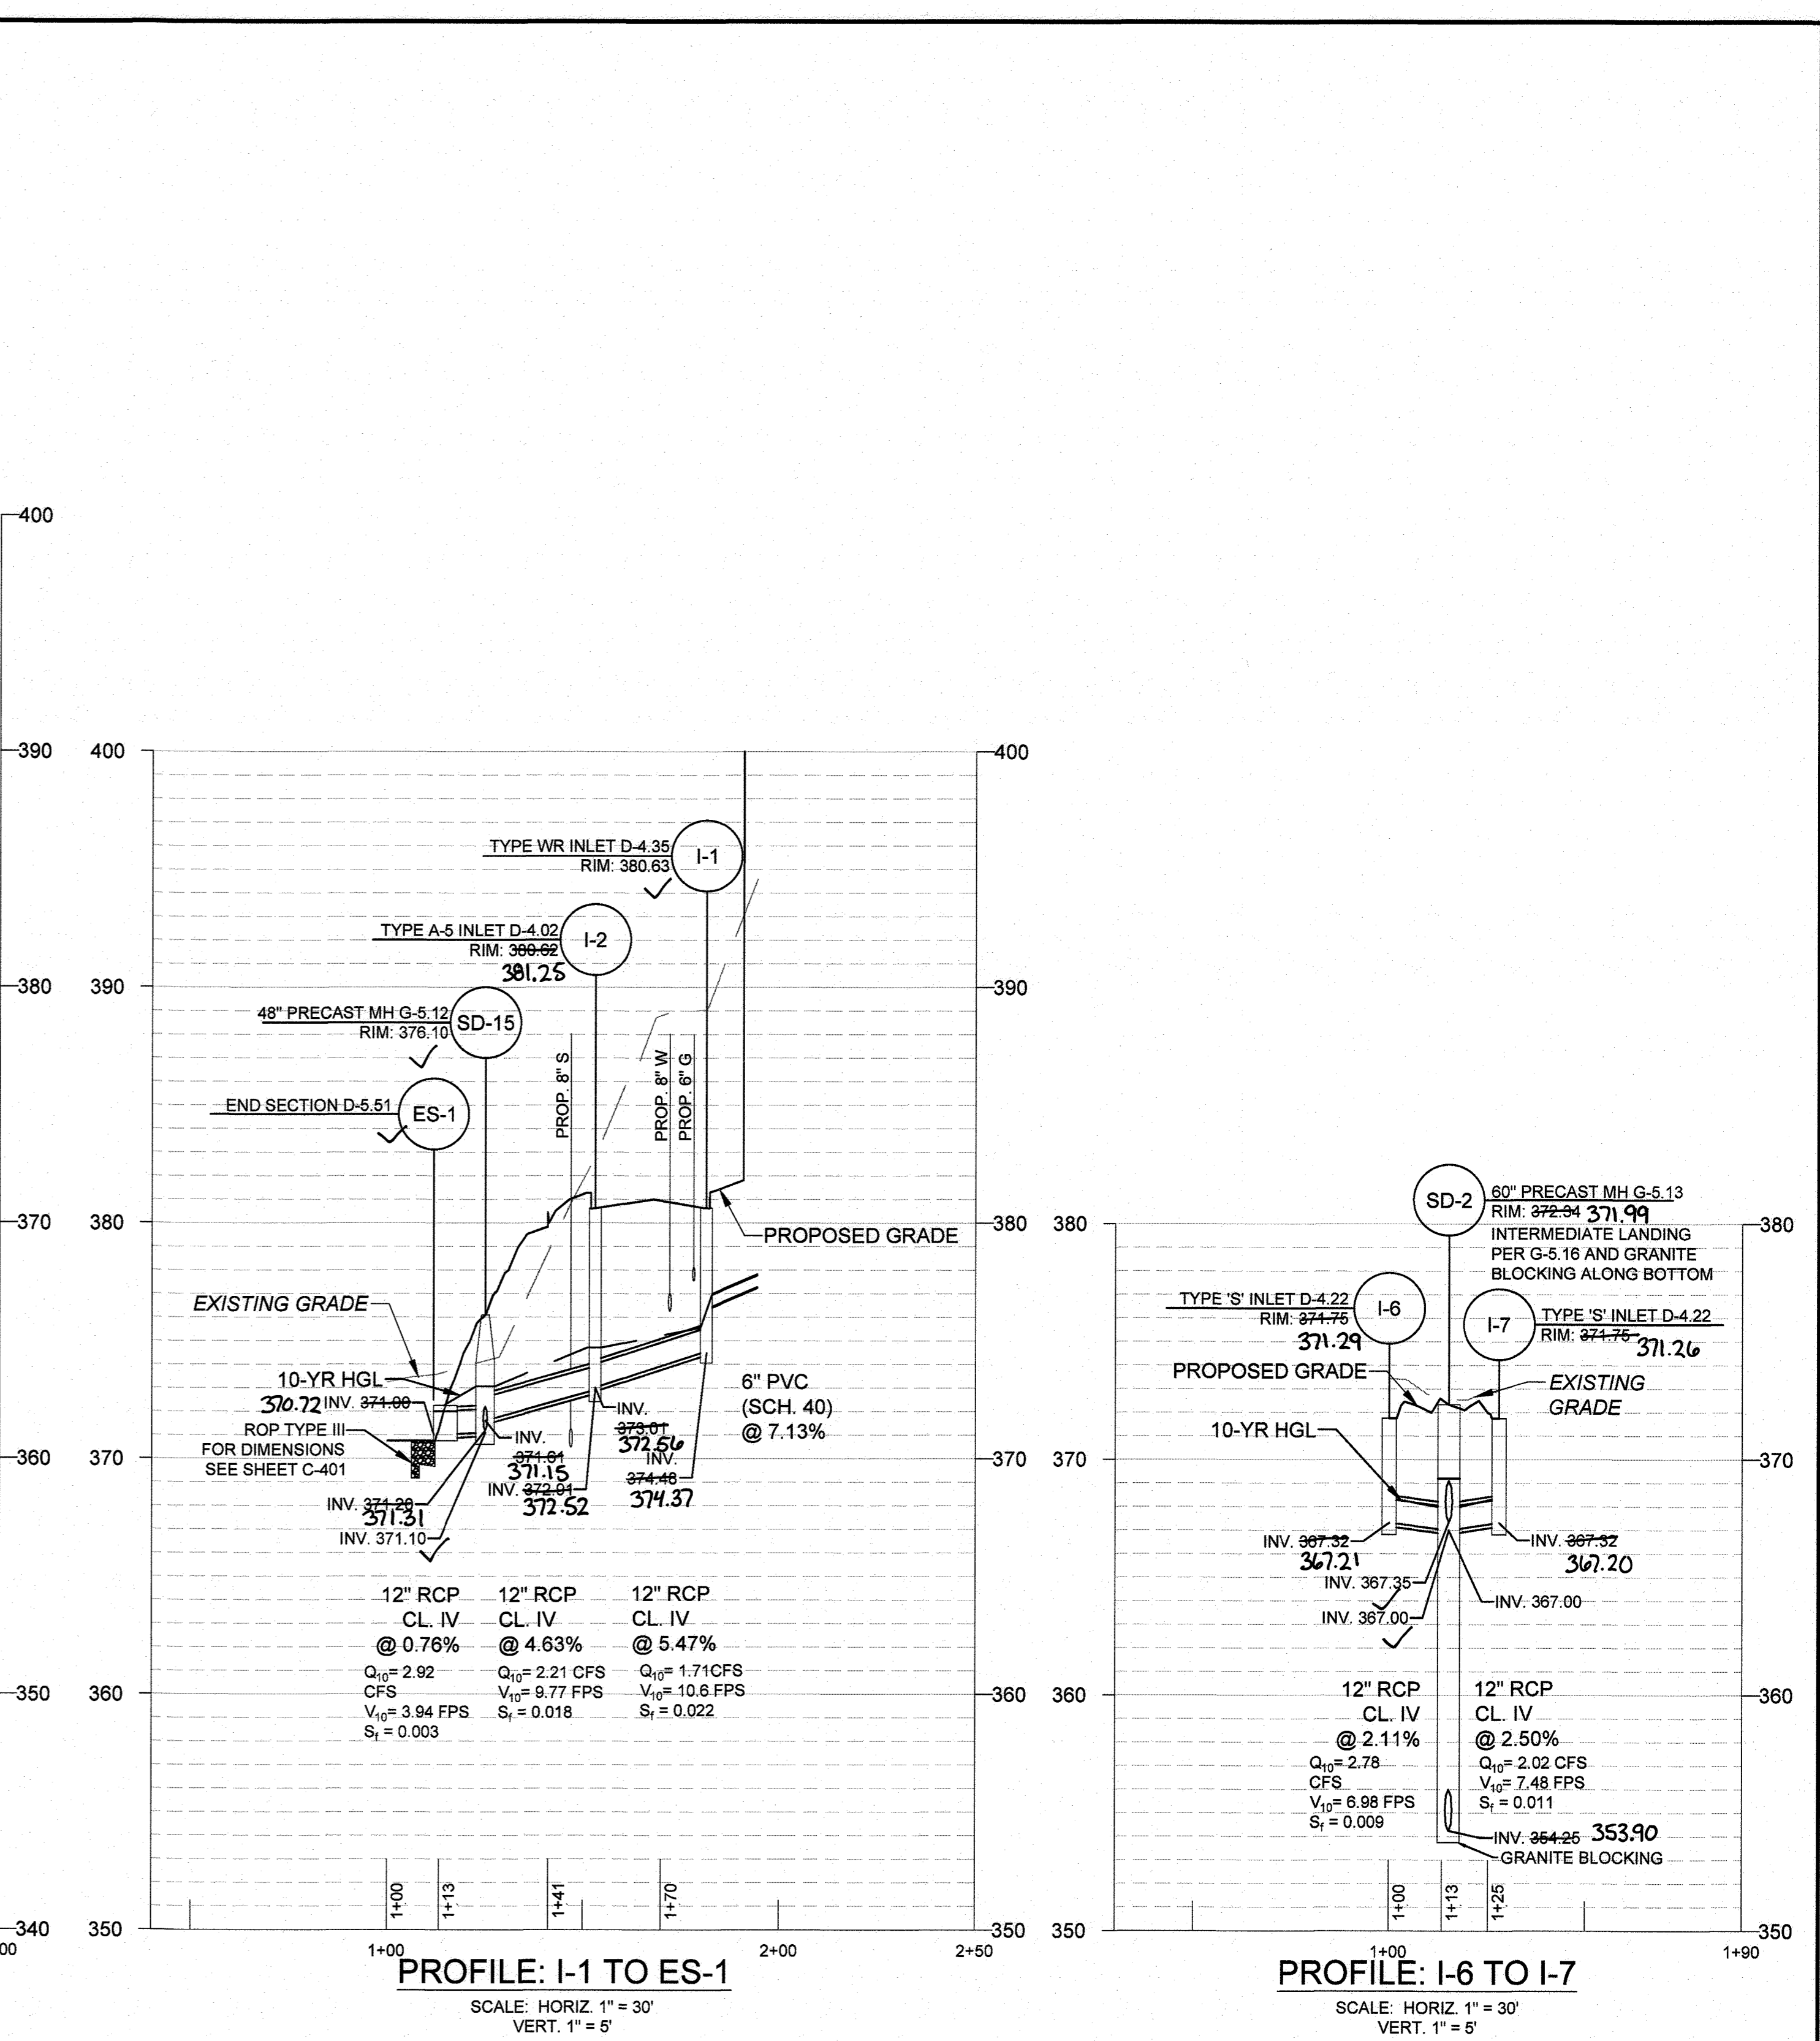 400
390
380
370
360
350
340
00
400
390
380
370
360
350
400
390
380
370
360
350
TYPE WR INLET D-4.35
RIM: 380.63
I-1
TYPE A-5 INLET D-4.02
RIM: 380.62
381.25
I-2
48" PRECAST MH G-5.12
RIM: 376.10
SD-15
END SECTION D-5.51
ES-1
PROP. 8" S
PROP. 8" W
PROP. 6" G
PROPOSED GRADE
EXISTING GRADE
10-YR HGL
370.72 INV. 371.00
ROP TYPE III
FOR DIMENSIONS
SEE SHEET C-401
INV. 371.20
371.31
INV. 371.10
INV.
371.61
371.15
INV. 372.91
372.52
INV.
373.01
372.56
INV.
374.48
374.37
6" PVC
(SCH. 40)
@ 7.13%
12" RCP
CL. IV
@ 0.76%
Q10= 2.92
CFS
V10= 3.94 FPS
Sf = 0.003
12" RCP
CL. IV
@ 4.63%
Q10= 2.21 CFS
V10= 9.77 FPS
Sf = 0.018
12" RCP
CL. IV
@ 5.47%
Q10= 1.71CFS
V10= 10.6 FPS
Sf = 0.022
1+00
1+13
1+41
1+70
1+00
2+00
2+50
PROFILE: I-1 TO ES-1
SCALE: HORIZ. 1" = 30'
VERT. 1" = 5'
380
370
360
350
380
370
360
350
SD-2
60" PRECAST MH G-5.13
RIM: 372.34 371.99
INTERMEDIATE LANDING
PER G-5.16 AND GRANITE
BLOCKING ALONG BOTTOM
TYPE 'S' INLET D-4.22
RIM: 371.75
371.29
I-6
I-7
TYPE 'S' INLET D-4.22
RIM: 371.75
371.26
PROPOSED GRADE
EXISTING
GRADE
10-YR HGL
INV. 367.32
367.21
INV. 367.35
INV. 367.00
INV. 367.32
367.20
INV. 367.00
12" RCP
CL. IV
@ 2.11%
Q10= 2.78
CFS
V10= 6.98 FPS
Sf = 0.009
12" RCP
CL. IV
@ 2.50%
Q10= 2.02 CFS
V10= 7.48 FPS
Sf = 0.011
INV. 354.25 353.90
GRANITE BLOCKING
1+00
1+13
1+25
1+00
1+90
PROFILE: I-6 TO I-7
SCALE: HORIZ. 1" = 30'
VERT. 1" = 5'